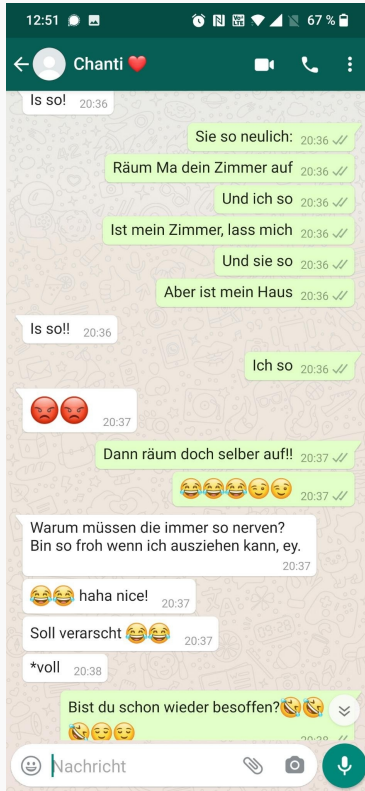 12:51 67 %
Chanti ❤️
Is so! 20:36
Sie so neulich: 20:36
Räum Ma dein Zimmer auf 20:36
Und ich so 20:36
Ist mein Zimmer, lass mich 20:36
Und sie so 20:36
Aber ist mein Haus 20:36
Is so!! 20:36
Ich so 20:36
😡😡 20:37
Dann räum doch selber auf!! 20:37
😂😂😂😏😏 20:37
Warum müssen die immer so nerven?
Bin so froh wenn ich ausziehen kann, ey.
20:37
😂😂 haha nice! 20:37
Soll verarscht 😂😂 20:37
*voll 20:38
Bist du schon wieder besoffen?🤣🤣
🤣😌😌 20:38
Nachricht